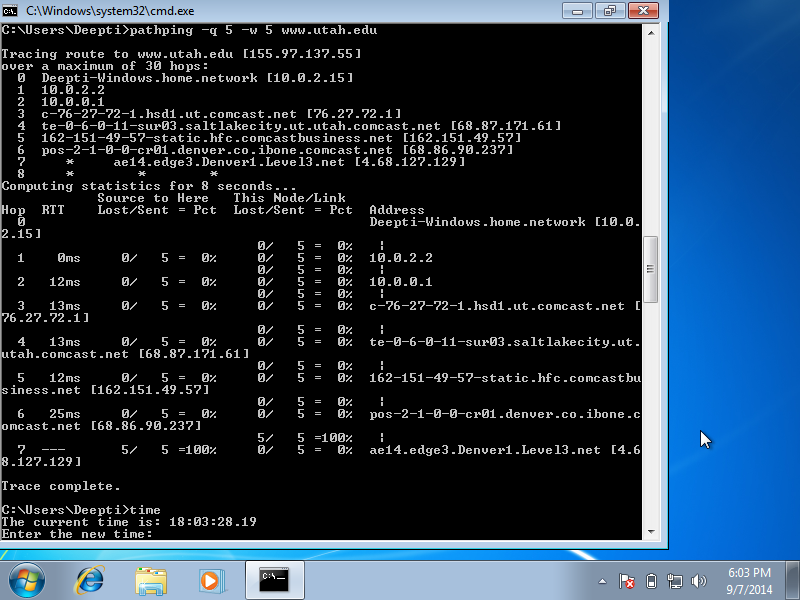 C:\Windows\system32\cmd.exe
C:\Users\Deepti>pathping -q 5 -w 5 www.utah.edu
Tracing route to www.utah.edu [155.97.137.55]
over a maximum of 30 hops:
0 Deepti-Windows.home.network [10.0.2.15]
1 10.0.2.2
2 10.0.0.1
3 c-76-27-72-1.hsd1.ut.comcast.net [76.27.72.1]
4 te-0-6-0-11-sur03.saltlakecity.ut.utah.comcast.net [68.87.171.61]
5 162-151-49-57-static.hfc.comcastbusiness.net [162.151.49.57]
6 pos-2-1-0-0-cr01.denver.co.ibone.comcast.net [68.86.90.237]
7 * ae14.edge3.Denver1.Level3.net [4.68.127.129]
8 * * *
Computing statistics for 8 seconds...
Source to Here This Node/Link
Hop RTT Lost/Sent = Pct Lost/Sent = Pct Address
0 Deepti-Windows.home.network [10.0.
2.15]
0/ 5 = 0% |
1 0ms 0/ 5 = 0% 0/ 5 = 0% 10.0.2.2
0/ 5 = 0% |
2 12ms 0/ 5 = 0% 0/ 5 = 0% 10.0.0.1
0/ 5 = 0% |
3 13ms 0/ 5 = 0% 0/ 5 = 0% c-76-27-72-1.hsd1.ut.comcast.net [
76.27.72.1]
0/ 5 = 0% |
4 13ms 0/ 5 = 0% 0/ 5 = 0% te-0-6-0-11-sur03.saltlakecity.ut.
utah.comcast.net [68.87.171.61]
0/ 5 = 0% |
5 12ms 0/ 5 = 0% 0/ 5 = 0% 162-151-49-57-static.hfc.comcastbu
siness.net [162.151.49.57]
0/ 5 = 0% |
6 25ms 0/ 5 = 0% 0/ 5 = 0% pos-2-1-0-0-cr01.denver.co.ibone.c
omcast.net [68.86.90.237]
5/ 5 =100% |
7 --- 5/ 5 =100% 0/ 5 = 0% ae14.edge3.Denver1.Level3.net [4.6
8.127.129]
Trace complete.
C:\Users\Deepti>time
The current time is: 18:03:28.19
Enter the new time:
6:03 PM
9/7/2014